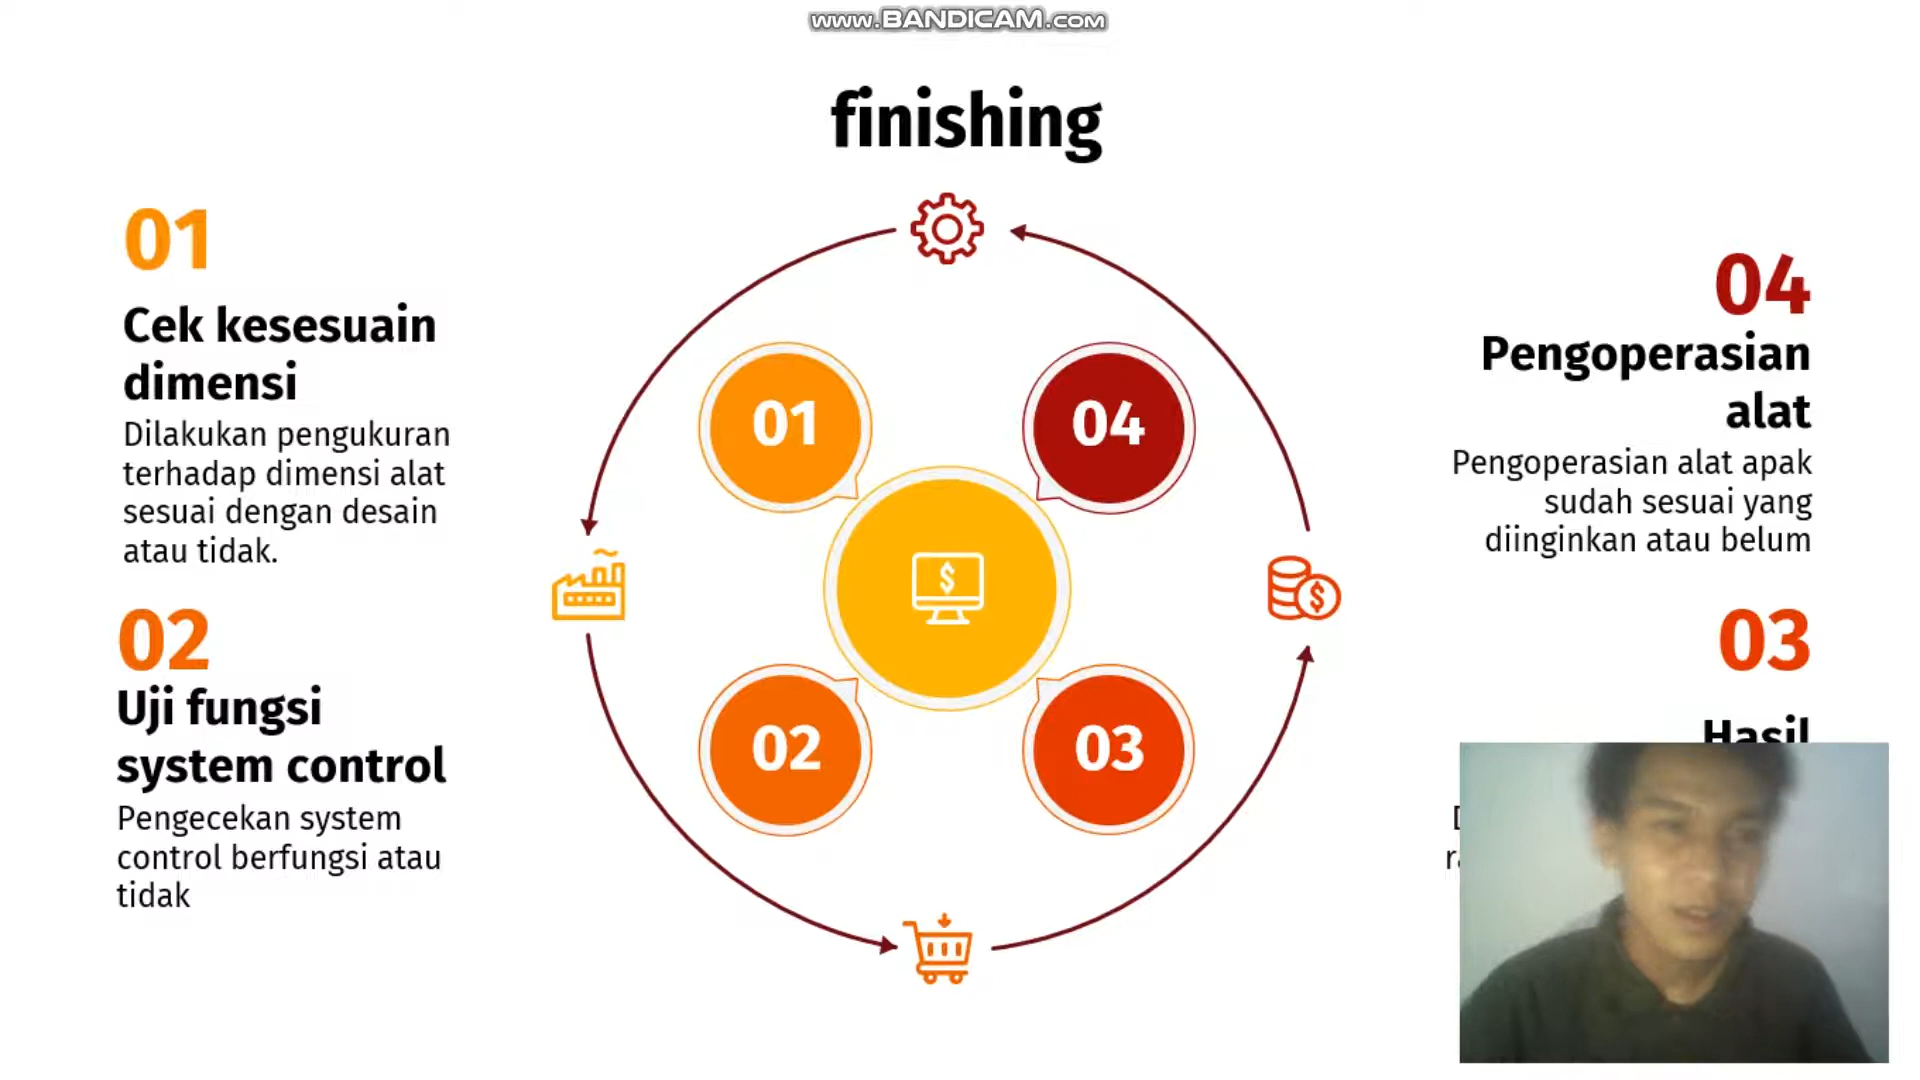 www.BANDICAM.com
finishing
01
Cek kesesuain
dimensi
Dilakukan pengukuran
terhadap dimensi alat
sesuai dengan desain
atau tidak.
02
Uji fungsi
system control
Pengecekan system
control berfungsi atau
tidak
01
04
02
03
04
Pengoperasian
alat
Pengoperasian alat apak
sudah sesuai yang
diinginkan atau belum
03
Hasil